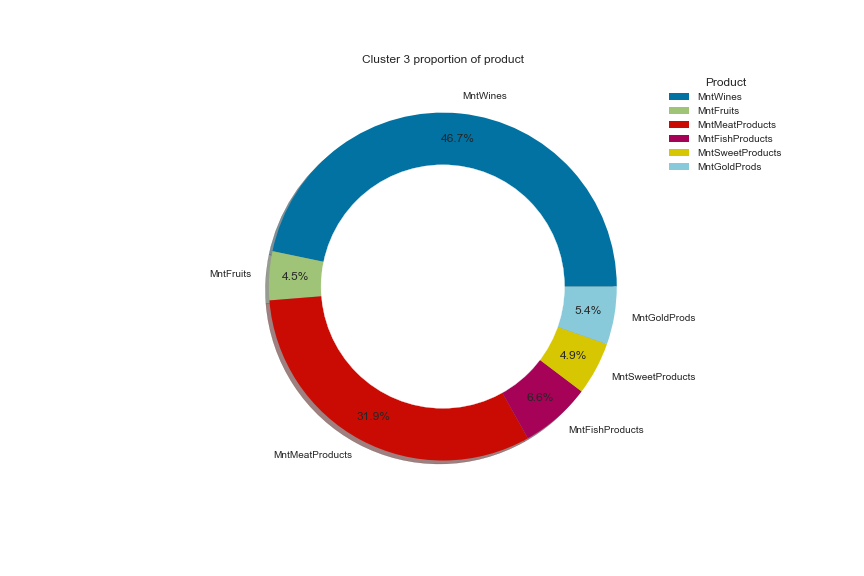 Cluster 3 proportion of product
Product
MntWines
MntFruits
MntMeatProducts
MntFishProducts
MntSweetProducts
MntGoldProds
MntWines
46.7%
MntFruits
4.5%
MntMeatProducts
31.9%
MntFishProducts
6.6%
MntSweetProducts
4.9%
MntGoldProds
5.4%